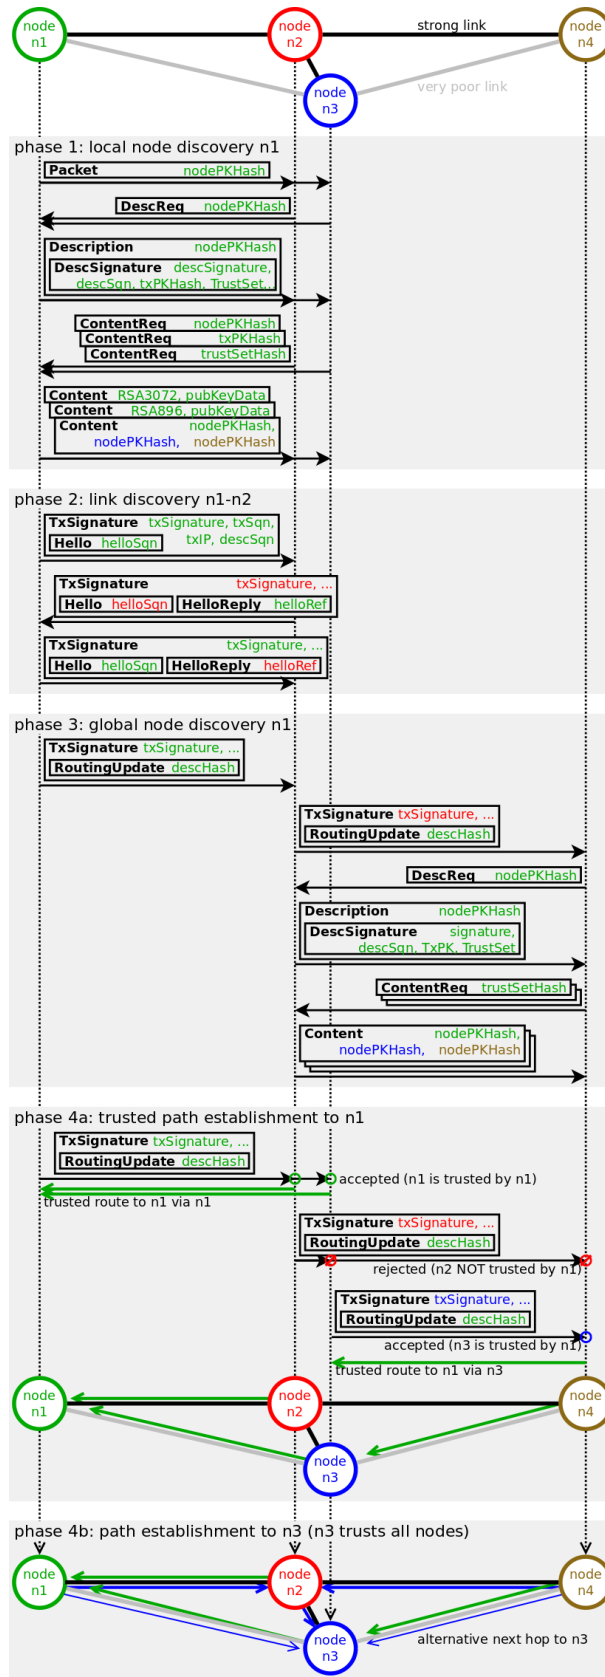 node
n1
node
n2
strong link
node
n4
node
n3
very poor link
phase 1: local node discovery n1
Packet nodePKHash
DescReq nodePKHash
Description nodePKHash
DescSignature descSignature,
descSqn, txPKHash, TrustSet...
ContentReq nodePKHash
ContentReq txPKHash
ContentReq trustSetHash
Content RSA3072, pubKeyData
Content RSA896, pubKeyData
Content nodePKHash,
nodePKHash, nodePKHash
phase 2: link discovery n1-n2
TxSignature txSignature, txSqn,
Hello helloSqn txIP, descSqn
TxSignature txSignature, ...
Hello helloSqn HelloReply helloRef
TxSignature txSignature, ...
Hello helloSqn HelloReply helloRef
phase 3: global node discovery n1
TxSignature txSignature, ...
RoutingUpdate descHash
TxSignature txSignature, ...
RoutingUpdate descHash
DescReq nodePKHash
Description nodePKHash
DescSignature signature,
descSqn, TxPK, TrustSet
ContentReq trustSetHash
Content nodePKHash,
nodePKHash, nodePKHash
phase 4a: trusted path establishment to n1
TxSignature txSignature, ...
RoutingUpdate descHash
accepted (n1 is trusted by n1)
trusted route to n1 via n1
TxSignature txSignature, ...
RoutingUpdate descHash
rejected (n2 NOT trusted by n1)
TxSignature txSignature, ...
RoutingUpdate descHash
accepted (n3 is trusted by n1)
trusted route to n1 via n3
node
n1
node
n2
node
n4
node
n3
phase 4b: path establishment to n3 (n3 trusts all nodes)
node
n1
node
n2
node
n4
alternative next hop to n3
node
n3